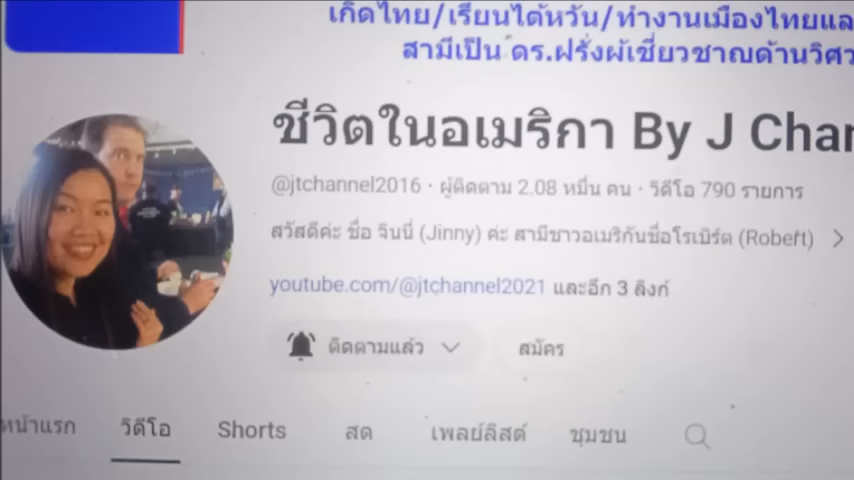 เกิดไทย/เรียนไต้หวัน/ทำงานเมืองไทยแล
สามีเป็น ดร.ฝรั่งผู้เชี่ยวชาญด้านวิศว
ชีวิตในอเมริกา By J Chan
@jtchannel2016 · ผู้ติดตาม 2.08 หมื่น คน · วิดีโอ 790 รายการ
สวัสดีค่ะ ชื่อ จินนี่ (Jinny) ค่ะ สามีชาวอเมริกันชื่อโรเบิร์ต (Robert)
youtube.com/@jtchannel2021 และอีก 3 ลิงก์
ติดตามแล้ว สมัคร
หน้าแรก วิดีโอ Shorts สด เพลย์ลิสต์ ชุมชน